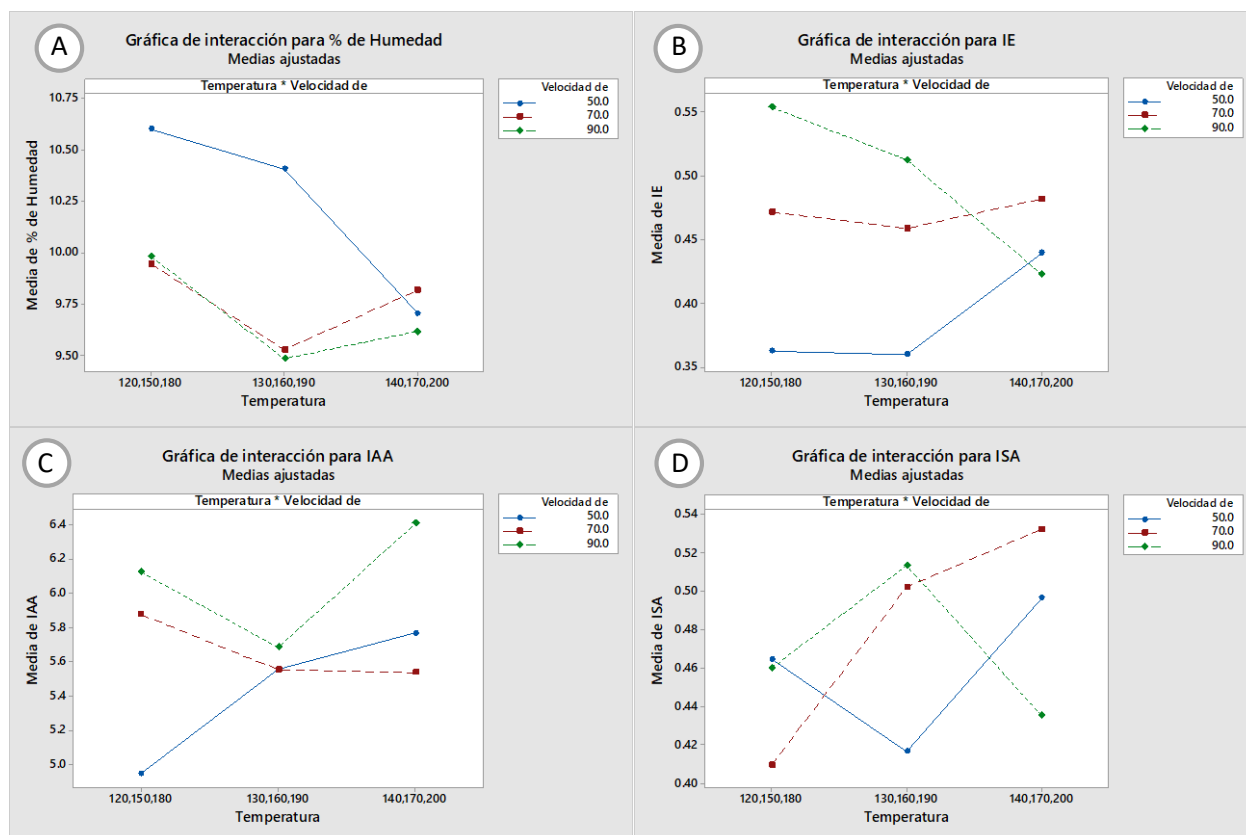 A
Gráfica de interacción para % de Humedad
Medias ajustadas
Temperatura * Velocidad de
Velocidad de
50.0
70.0
90.0
Media de % de Humedad
10.75
10.50
10.25
10.00
9.75
9.50
120,150,180
130,160,190
140,170,200
Temperatura
B
Gráfica de interacción para IE
Medias ajustadas
Temperatura * Velocidad de
Velocidad de
50.0
70.0
90.0
Media de IE
0.55
0.50
0.45
0.40
0.35
120,150,180
130,160,190
140,170,200
Temperatura
C
Gráfica de interacción para IAA
Medias ajustadas
Temperatura * Velocidad de
Velocidad de
50.0
70.0
90.0
Media de IAA
6.4
6.2
6.0
5.8
5.6
5.4
5.2
5.0
120,150,180
130,160,190
140,170,200
Temperatura
D
Gráfica de interacción para ISA
Medias ajustadas
Temperatura * Velocidad de
Velocidad de
50.0
70.0
90.0
Media de ISA
0.54
0.52
0.50
0.48
0.46
0.44
0.42
0.40
120,150,180
130,160,190
140,170,200
Temperatura